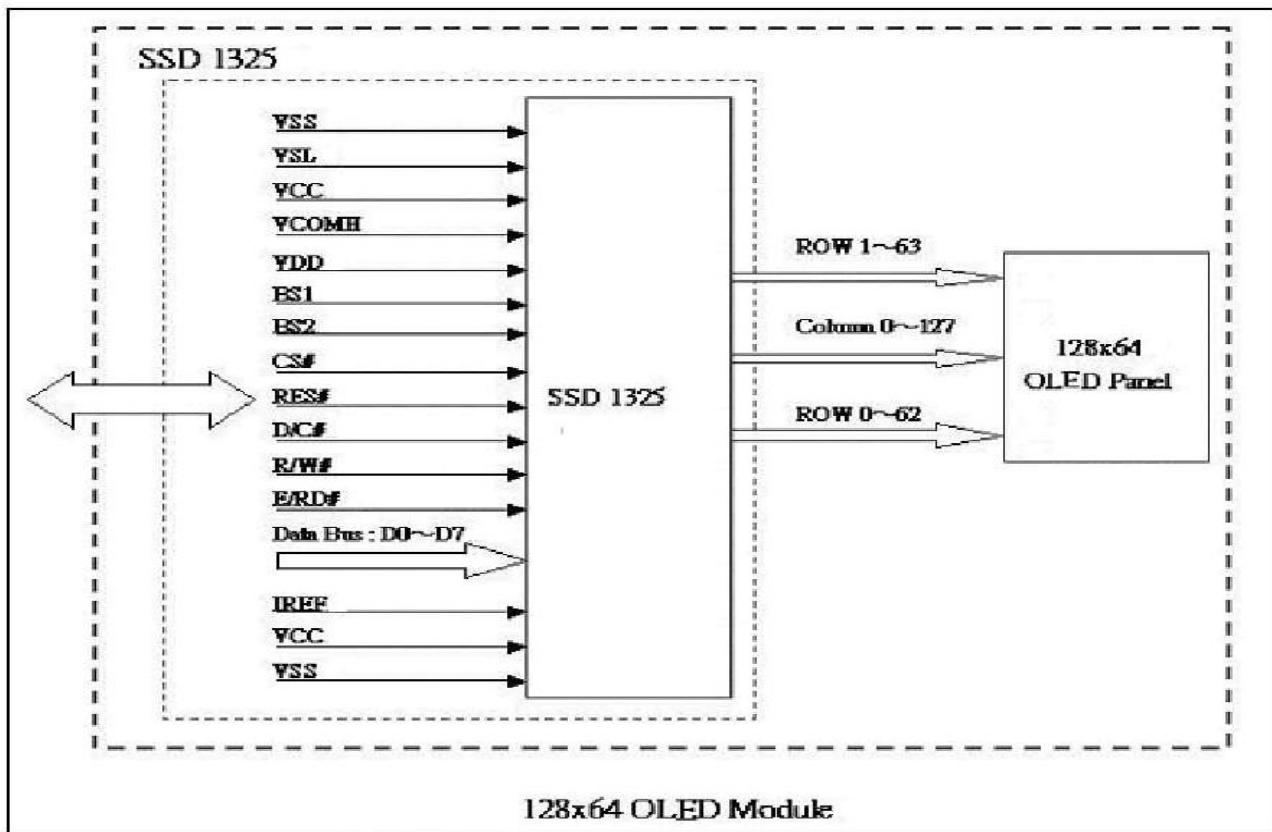 SSD 1325
VSS
VSL
VCC
VCOMH
VDD
BS1
BS2
CS#
RES#
D/C#
R/W#
E/RD#
Data Bus : D0~D7
IREF
VCC
VSS
SSD 1325
ROW 1~63
Column 0~127
ROW 0~62
128x64
OLED Panel
128x64 OLED Module